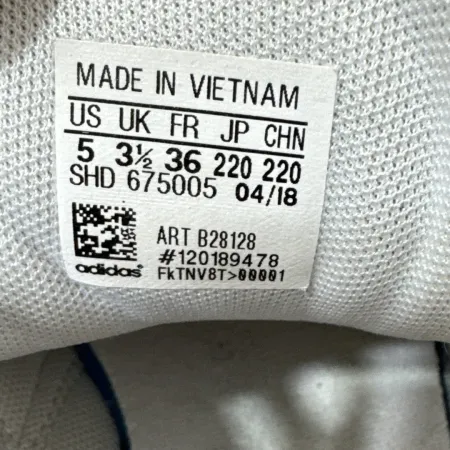 MADE IN VIETNAM
US UK FR JP CHN
5 3½ 36 220 220
SHD 675005 04/18
ART B28128
#120189478
adidas® FkTNV8T>00001